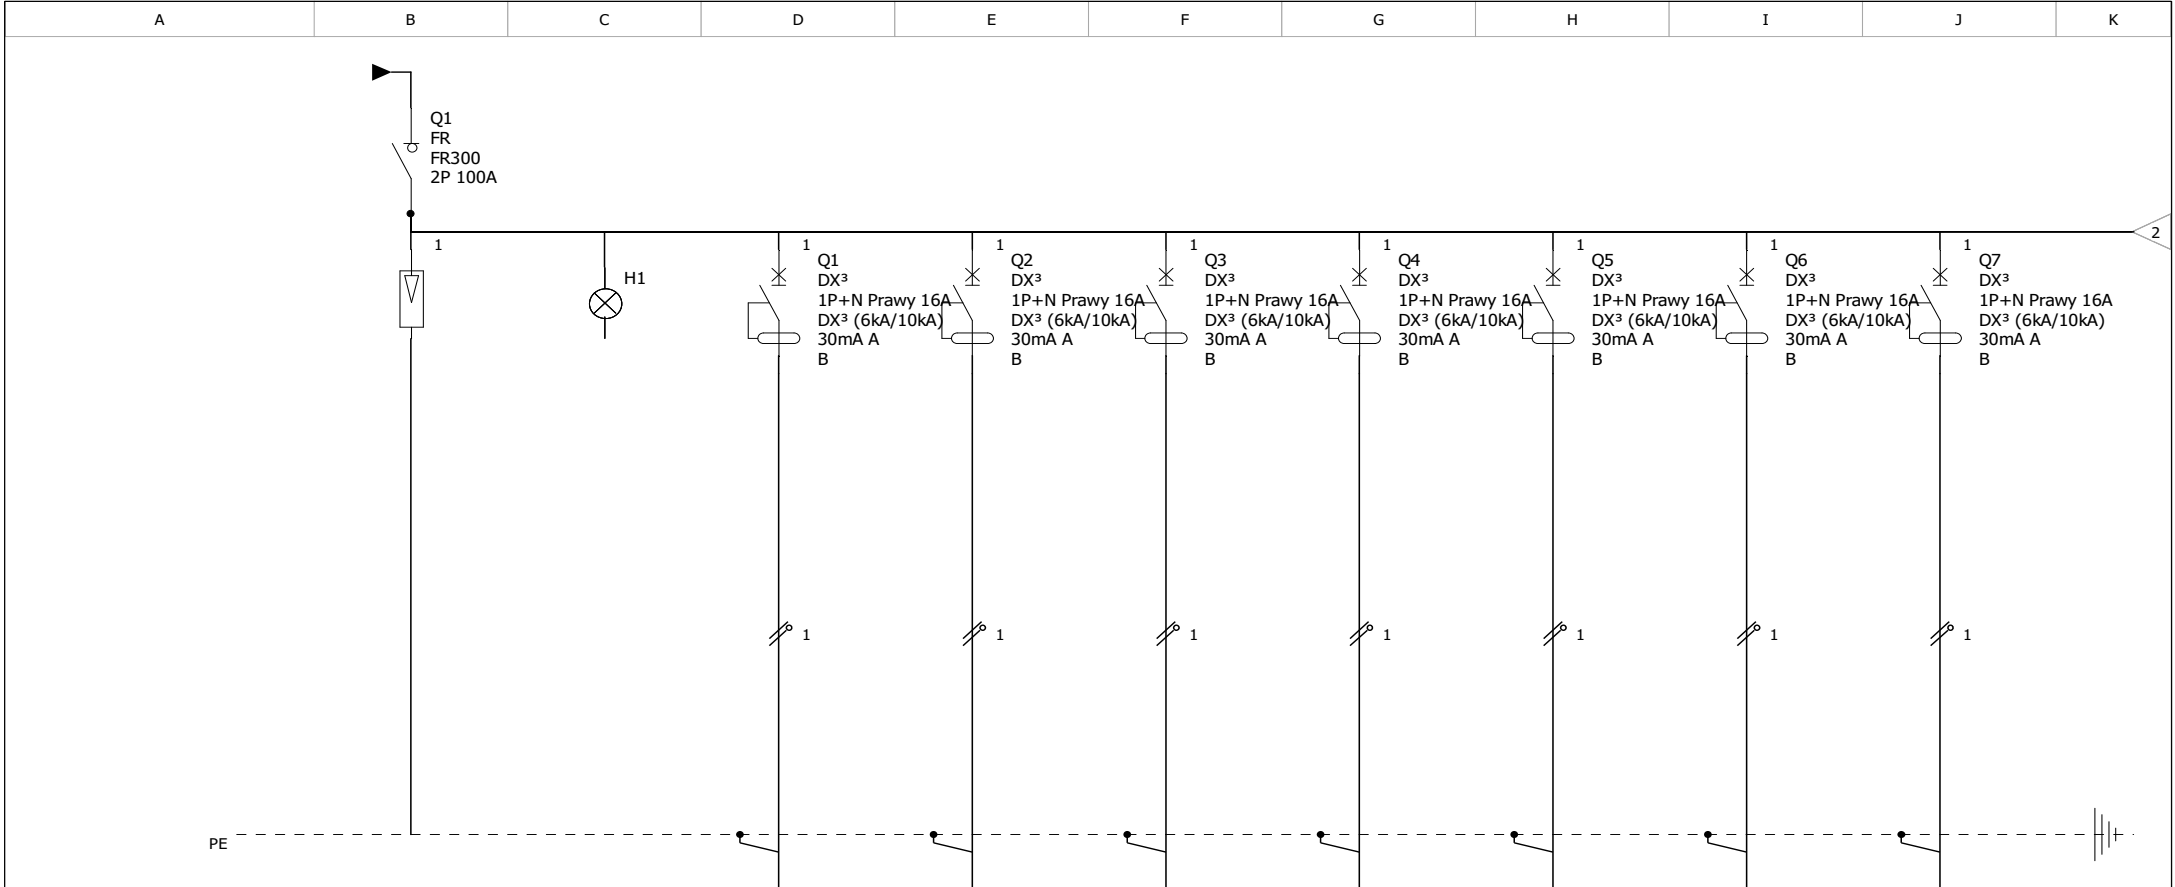 A B C D E F G H I J K
Q1
FR
FR300
2P 100A
2
1 1 1 1 1 1 1 1
H1
Q1
DX³
1P+N Prawy 16A
DX³ (6kA/10kA)
30mA A
B
Q2
DX³
1P+N Prawy 16A
DX³ (6kA/10kA)
30mA A
B
Q3
DX³
1P+N Prawy 16A
DX³ (6kA/10kA)
30mA A
B
Q4
DX³
1P+N Prawy 16A
DX³ (6kA/10kA)
30mA A
B
Q5
DX³
1P+N Prawy 16A
DX³ (6kA/10kA)
30mA A
B
Q6
DX³
1P+N Prawy 16A
DX³ (6kA/10kA)
30mA A
B
Q7
DX³
1P+N Prawy 16A
DX³ (6kA/10kA)
30mA A
B
1 1 1 1 1 1 1
PE